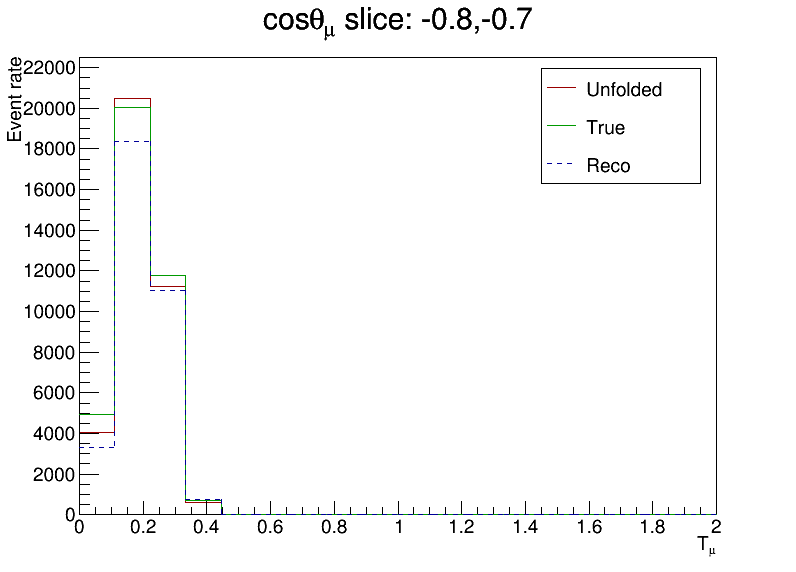 cosθμ slice: -0.8,-0.7
Event rate
22000
20000
18000
16000
14000
12000
10000
8000
6000
4000
2000
0
Unfolded
True
Reco
0 0.2 0.4 0.6 0.8 1 1.2 1.4 1.6 1.8 2
Tμ